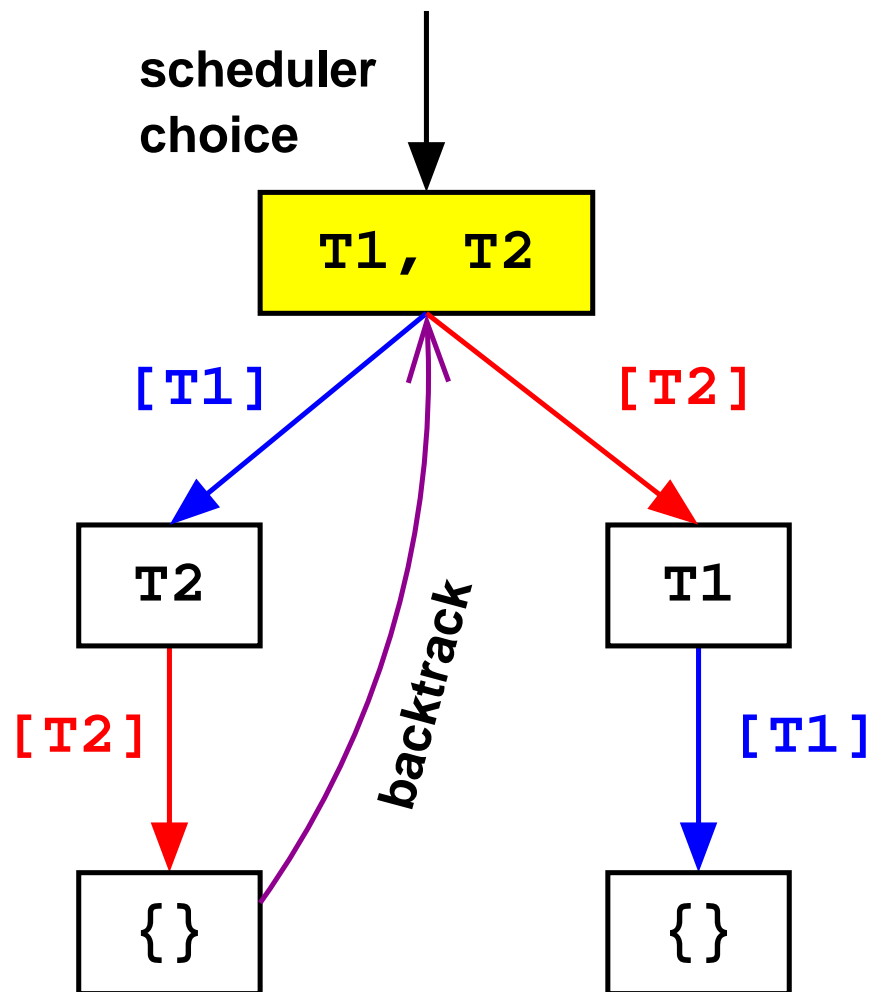 scheduler
choice
T1, T2
[T1]
[T2]
T2
T1
backtrack
[T2]
[T1]
{}
{}